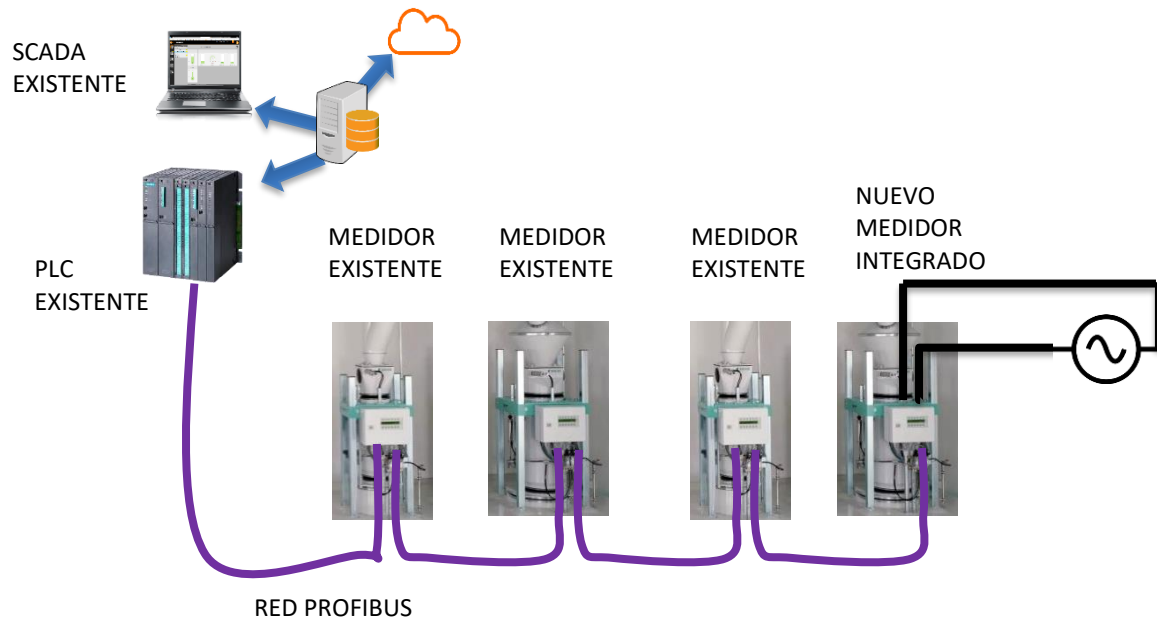 SCADA
EXISTENTE
PLC
EXISTENTE
MEDIDOR
EXISTENTE
MEDIDOR
EXISTENTE
MEDIDOR
EXISTENTE
NUEVO
MEDIDOR
INTEGRADO
RED PROFIBUS